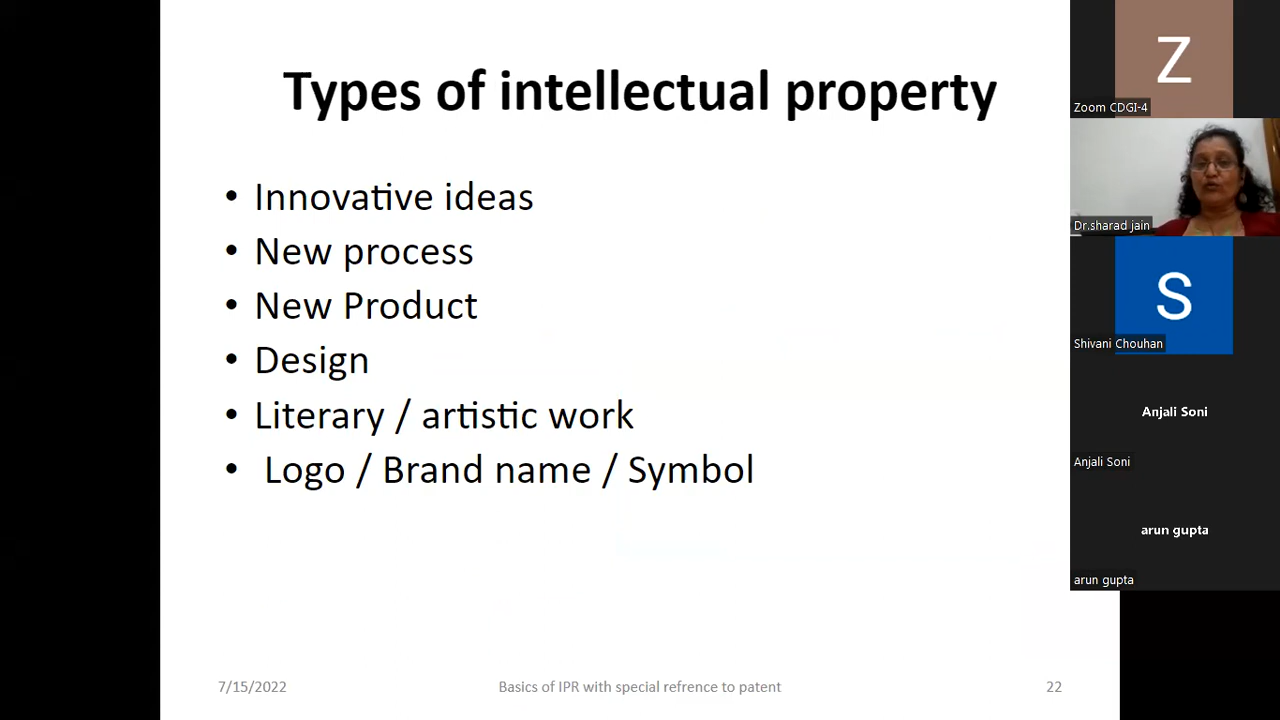 Types of intellectual property
• Innovative ideas
• New process
• New Product
• Design
• Literary / artistic work
• Logo / Brand name / Symbol
7/15/2022
Basics of IPR with special refrence to patent
22
Z
Zoom CDGI-4
Dr.sharad jain
S
Shivani Chouhan
Anjali Soni
Anjali Soni
arun gupta
arun gupta